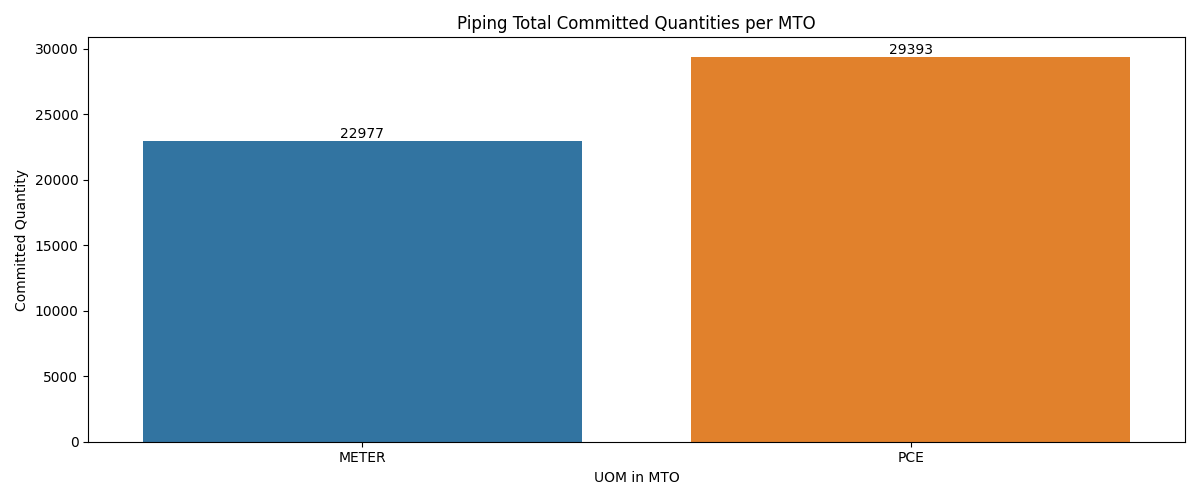 Piping Total Committed Quantities per MTO
30000
25000
20000
15000
10000
5000
0
Committed Quantity
22977
29393
METER
PCE
UOM in MTO